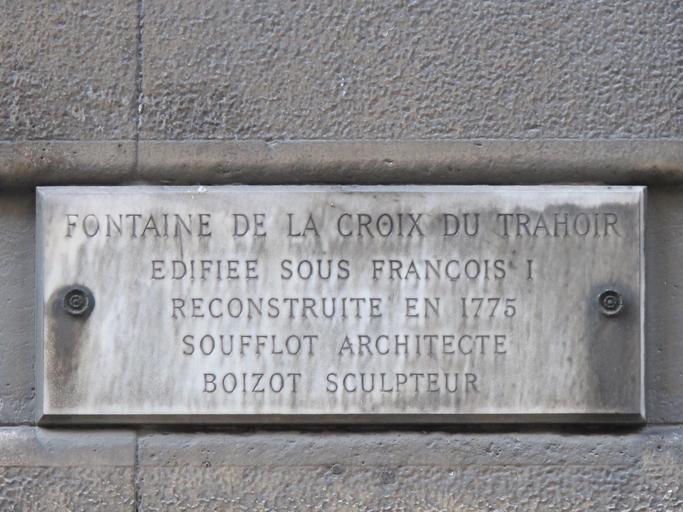 FONTAINE DE LA CROIX DU TRAHOIR
EDIFIEE SOUS FRANCOIS I
RECONSTRUITE EN 1775
SOUFFLOT ARCHITECTE
BOIZOT SCULPTEUR